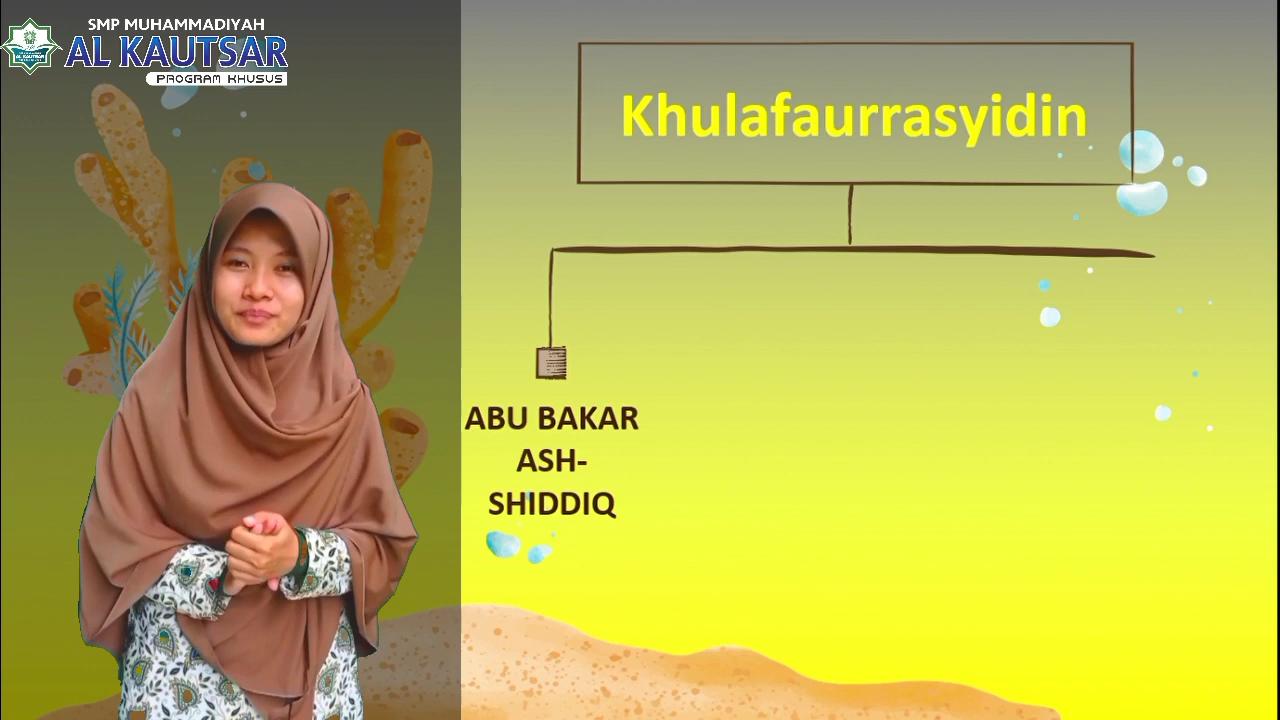 SMP MUHAMMADIYAH
AL KAUTSAR
PROGRAM KHUSUS
Khulafaurrasyidin
ABU BAKAR
ASH-
SHIDDIQ